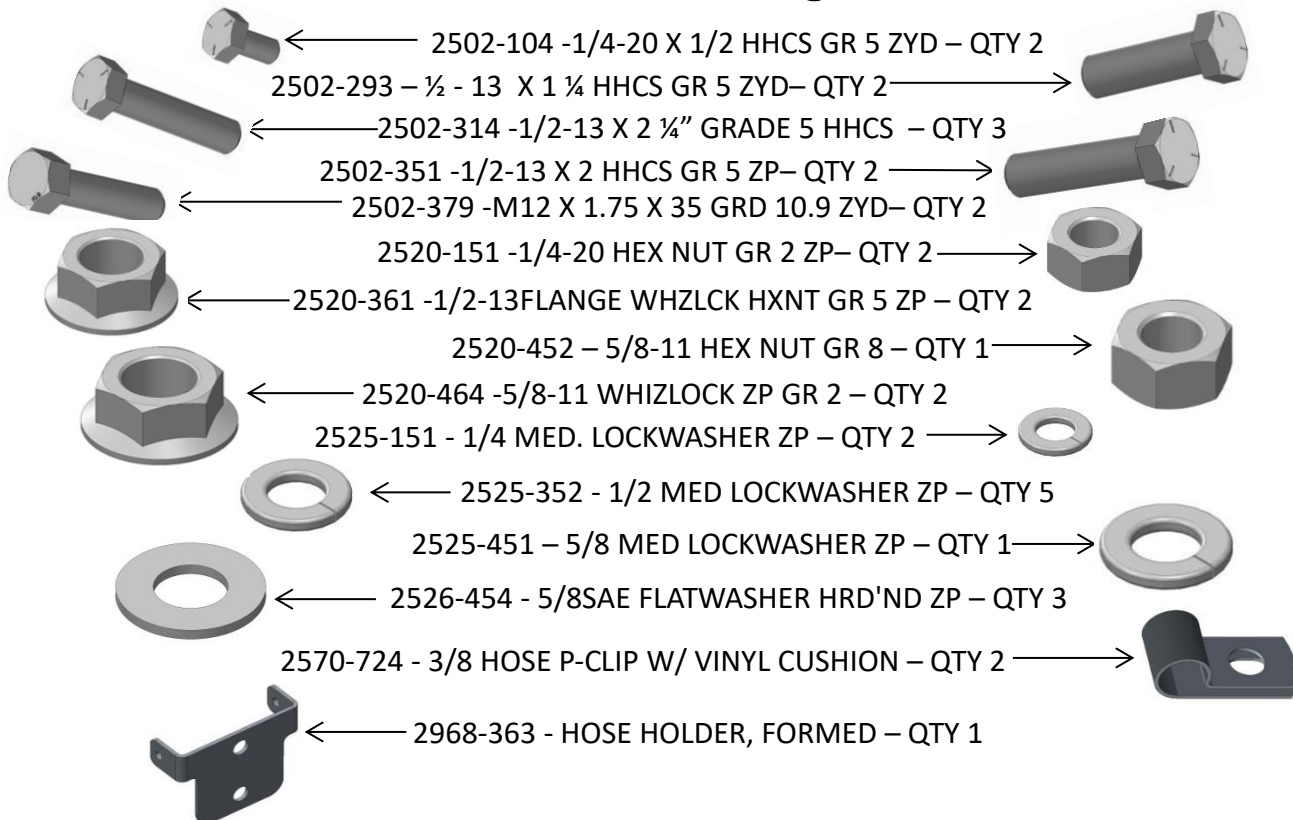 2502-104 -1/4-20 X 1/2 HHCS GR 5 ZYD – QTY 2
2502-293 – ½ - 13 X 1 ¼ HHCS GR 5 ZYD– QTY 2
2502-314 -1/2-13 X 2 ¼” GRADE 5 HHCS – QTY 3
2502-351 -1/2-13 X 2 HHCS GR 5 ZP– QTY 2
2502-379 -M12 X 1.75 X 35 GRD 10.9 ZYD– QTY 2
2520-151 -1/4-20 HEX NUT GR 2 ZP– QTY 2
2520-361 -1/2-13FLANGE WHZLCK HXNT GR 5 ZP – QTY 2
2520-452 – 5/8-11 HEX NUT GR 8 – QTY 1
2520-464 -5/8-11 WHIZLOCK ZP GR 2 – QTY 2
2525-151 - 1/4 MED. LOCKWASHER ZP – QTY 2
2525-352 - 1/2 MED LOCKWASHER ZP – QTY 5
2525-451 – 5/8 MED LOCKWASHER ZP – QTY 1
2526-454 - 5/8SAE FLATWASHER HRD'ND ZP – QTY 3
2570-724 - 3/8 HOSE P-CLIP W/ VINYL CUSHION – QTY 2
2968-363 - HOSE HOLDER, FORMED – QTY 1